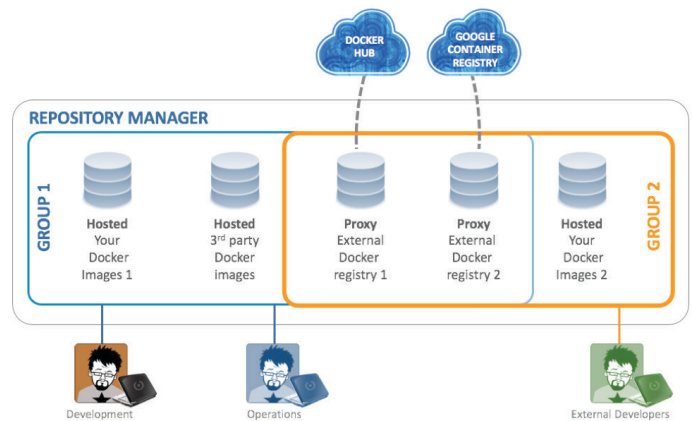 DOCKER
HUB
GOOGLE
CONTAINER
REGISTRY
REPOSITORY MANAGER
GROUP 1
Hosted
Your
Docker
Images 1
Hosted
3rd party
Docker
images
Proxy
External
Docker
registry 1
Proxy
External
Docker
registry 2
Hosted
Your
Docker
Images 2
GROUP 2
Development
Operations
External Developers